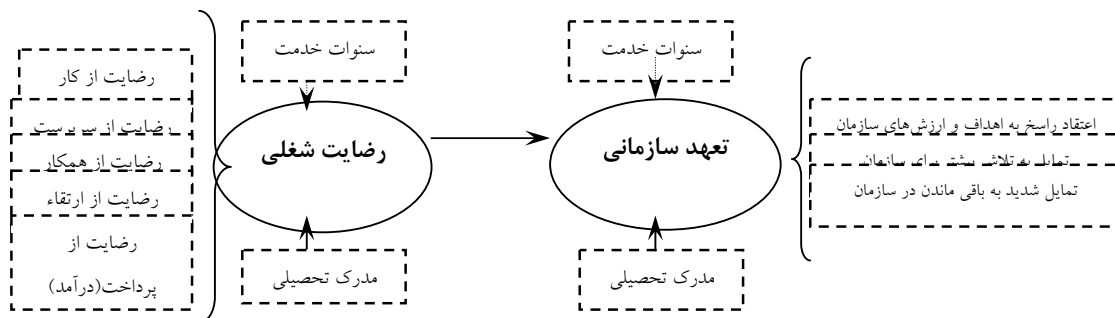 سنوات خدمت
سنوات خدمت
رضایت از کار
رضایت از سرپرست
رضایت از همکار
رضایت از ارتقاء
رضایت از
پرداخت(درآمد)
رضایت شغلی
تعهد سازمانی
اعتقاد راسخ به اهداف و ارزش‌های سازمان
تمایل به تلاش بیشتر برای سازمان
تمایل شدید به باقی ماندن در سازمان
مدرک تحصیلی
مدرک تحصیلی